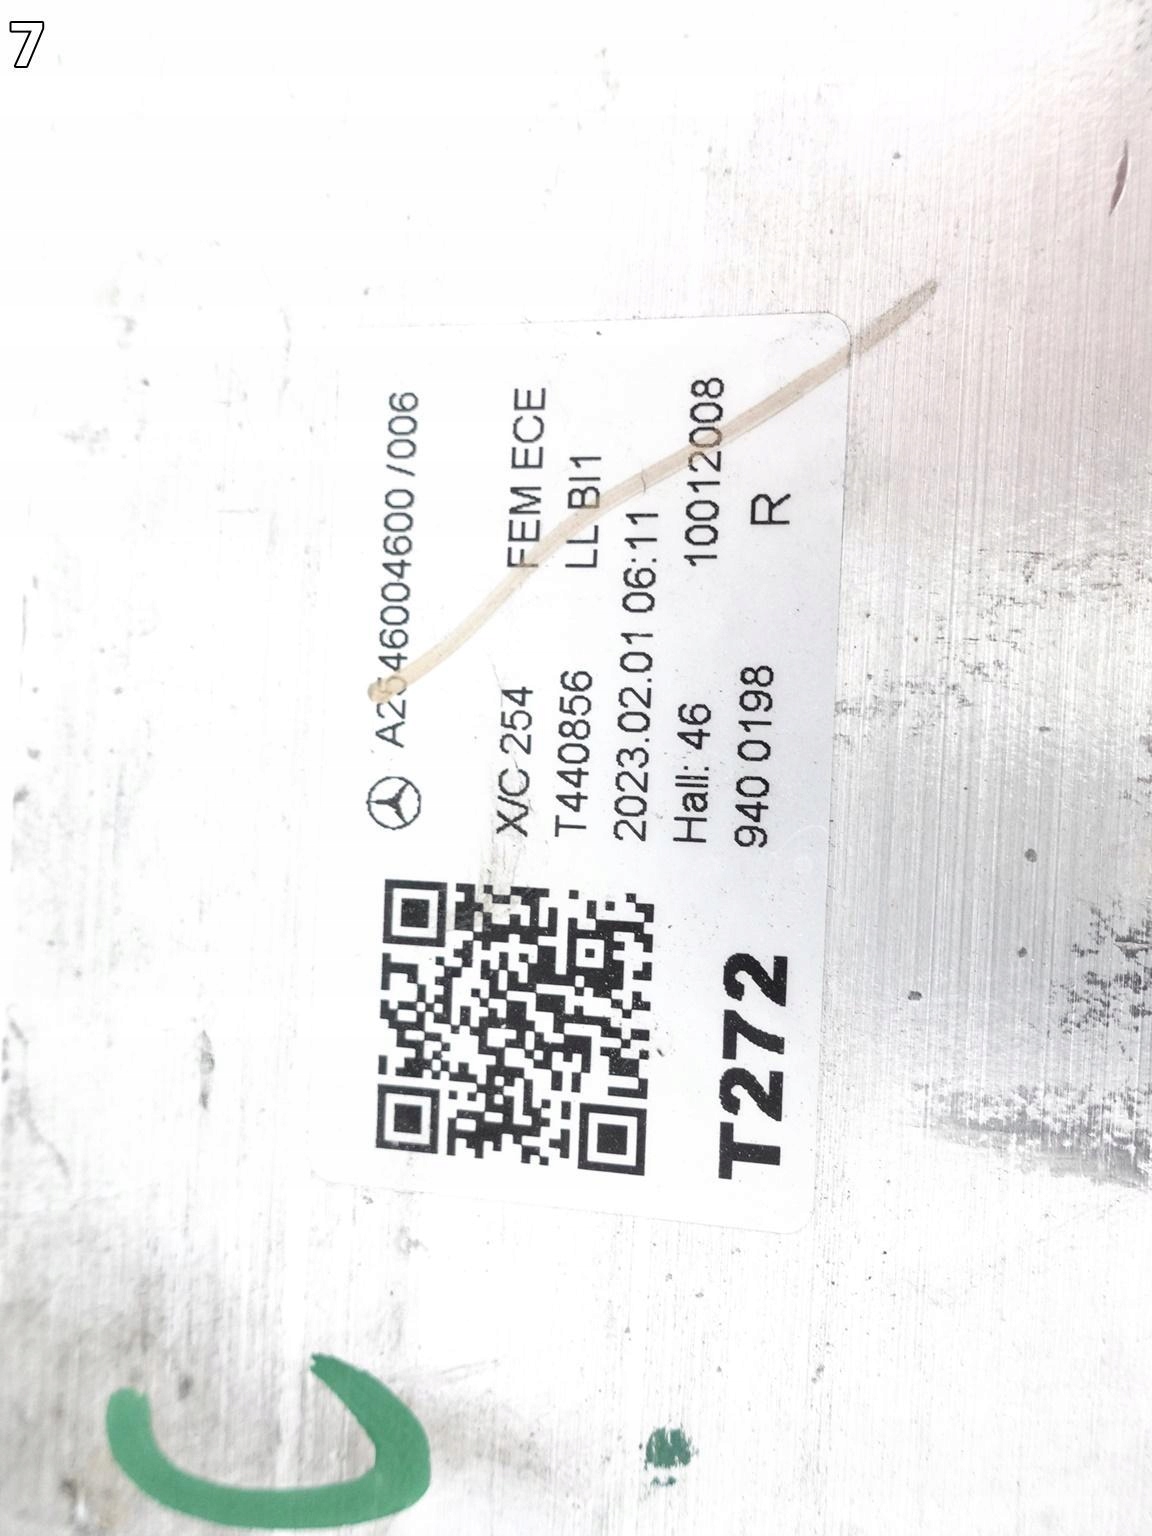 7
A2546004600 /006
X/C 254 FEM ECE
T440856 LL BI1
2023.02.01 06:11
Hall: 46 10012008
940 0198 R
T272